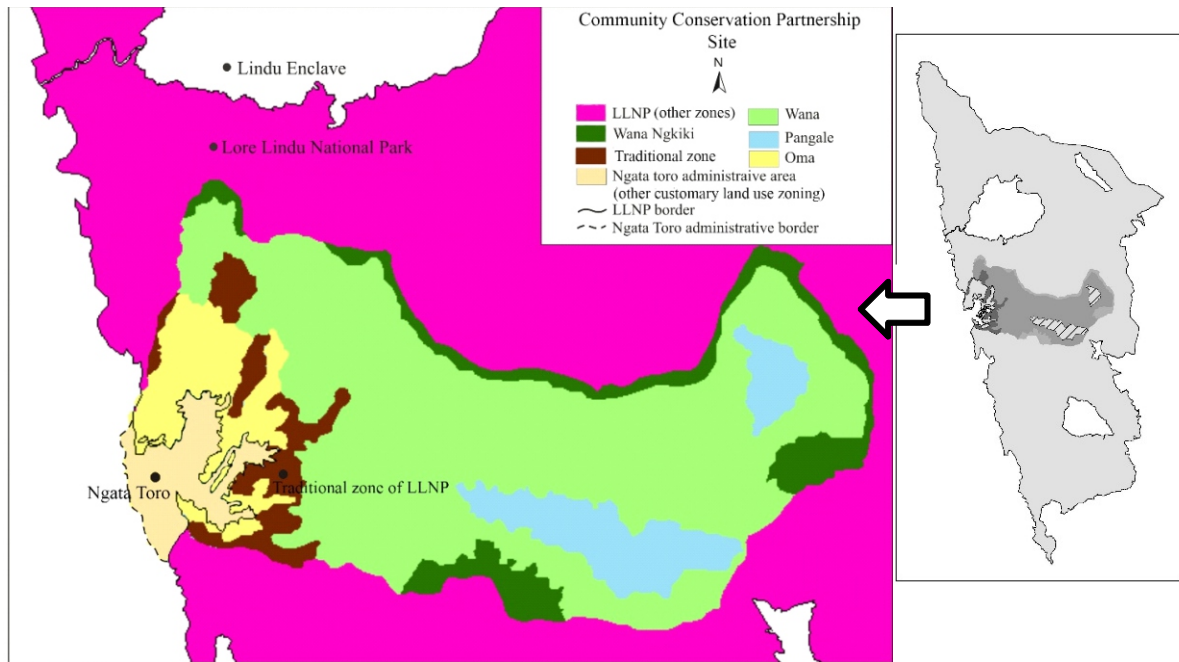 Community Conservation Partnership
Site
N
LLNP (other zones)
Wana
Wana Ngkiki
Pangale
Traditional zone
Oma
Ngata toro administraive area
(other customary land use zoning)
LLNP border
Ngata Toro administrative border
Lindu Enclave
Lore Lindu National Park
Ngata Toro
Traditional zone of LLNP